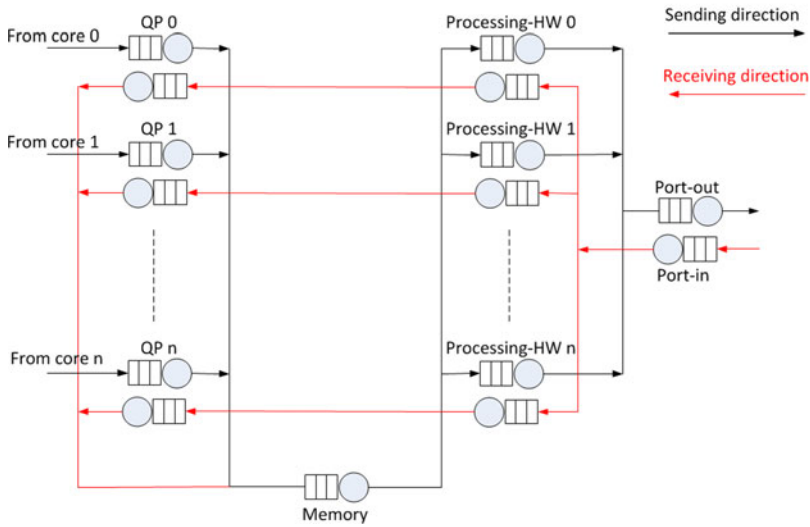 From core 0
QP 0
Processing-HW 0
Sending direction
Receiving direction
From core 1
QP 1
Processing-HW 1
Port-out
Port-in
From core n
QP n
Processing-HW n
Memory